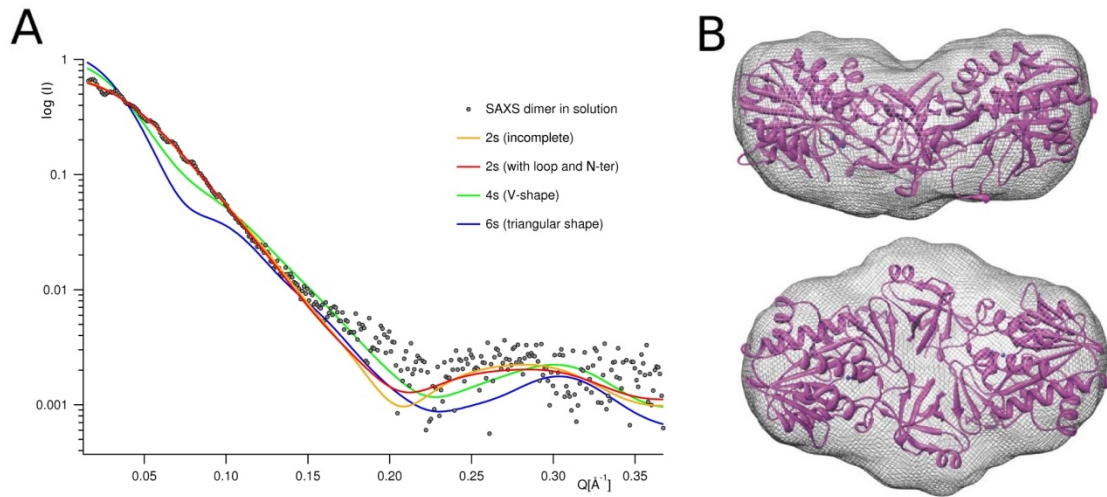 A
B
log (I)
1
0.1
0.01
0.001
SAXS dimer in solution
2s (incomplete)
2s (with loop and N-ter)
4s (V-shape)
6s (triangular shape)
0.05
0.10
0.15
0.20
0.25
0.30
0.35
Q[Å⁻¹]